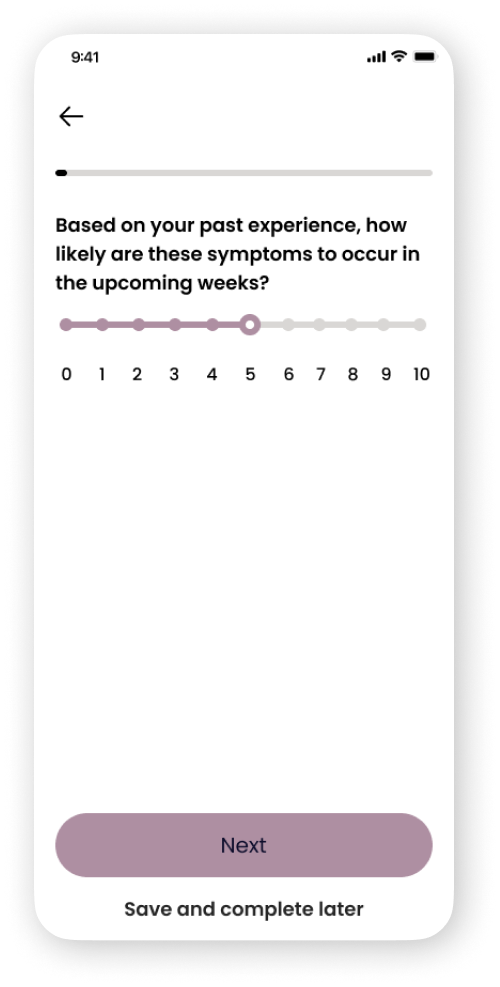 9:41
Based on your past experience, how
likely are these symptoms to occur in
the upcoming weeks?
0 1 2 3 4 5 6 7 8 9 10
Next
Save and complete later